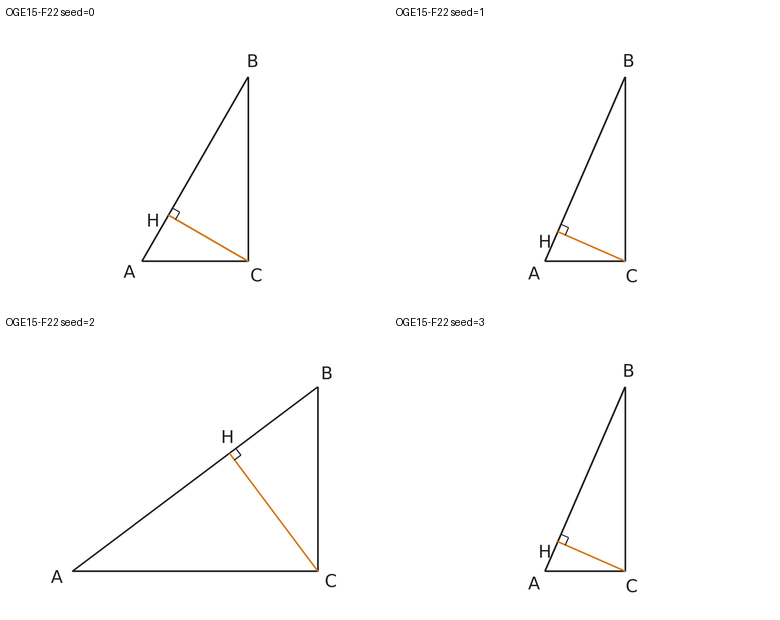 OGE15-F22 seed=0
B
H
A
C
OGE15-F22 seed=1
B
H
A
C
OGE15-F22 seed=2
B
H
A
C
OGE15-F22 seed=3
B
H
A
C